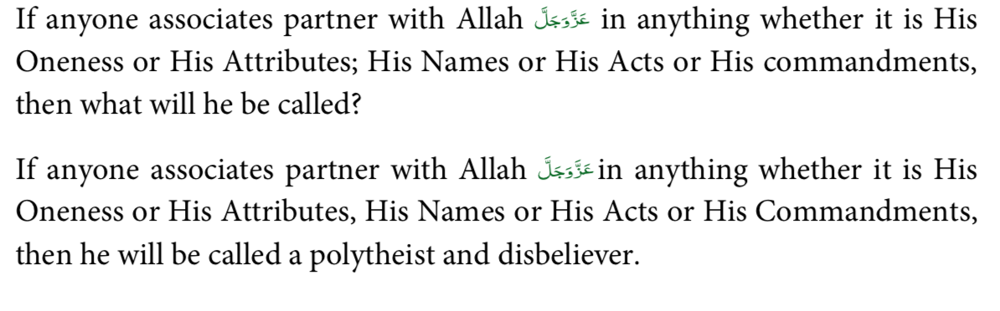 If anyone associates partner with Allah عَزَّوَجَلَّ in anything whether it is His
Oneness or His Attributes; His Names or His Acts or His commandments,
then what will he be called?
If anyone associates partner with Allah عَزَّوَجَلَّ in anything whether it is His
Oneness or His Attributes, His Names or His Acts or His Commandments,
then he will be called a polytheist and disbeliever.